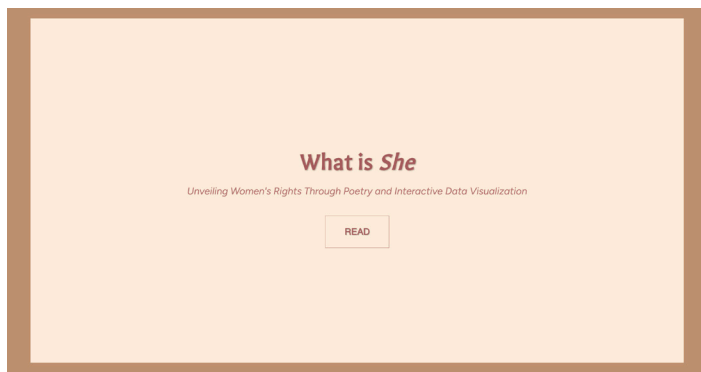 What is She
Unveiling Women's Rights Through Poetry and Interactive Data Visualization
READ